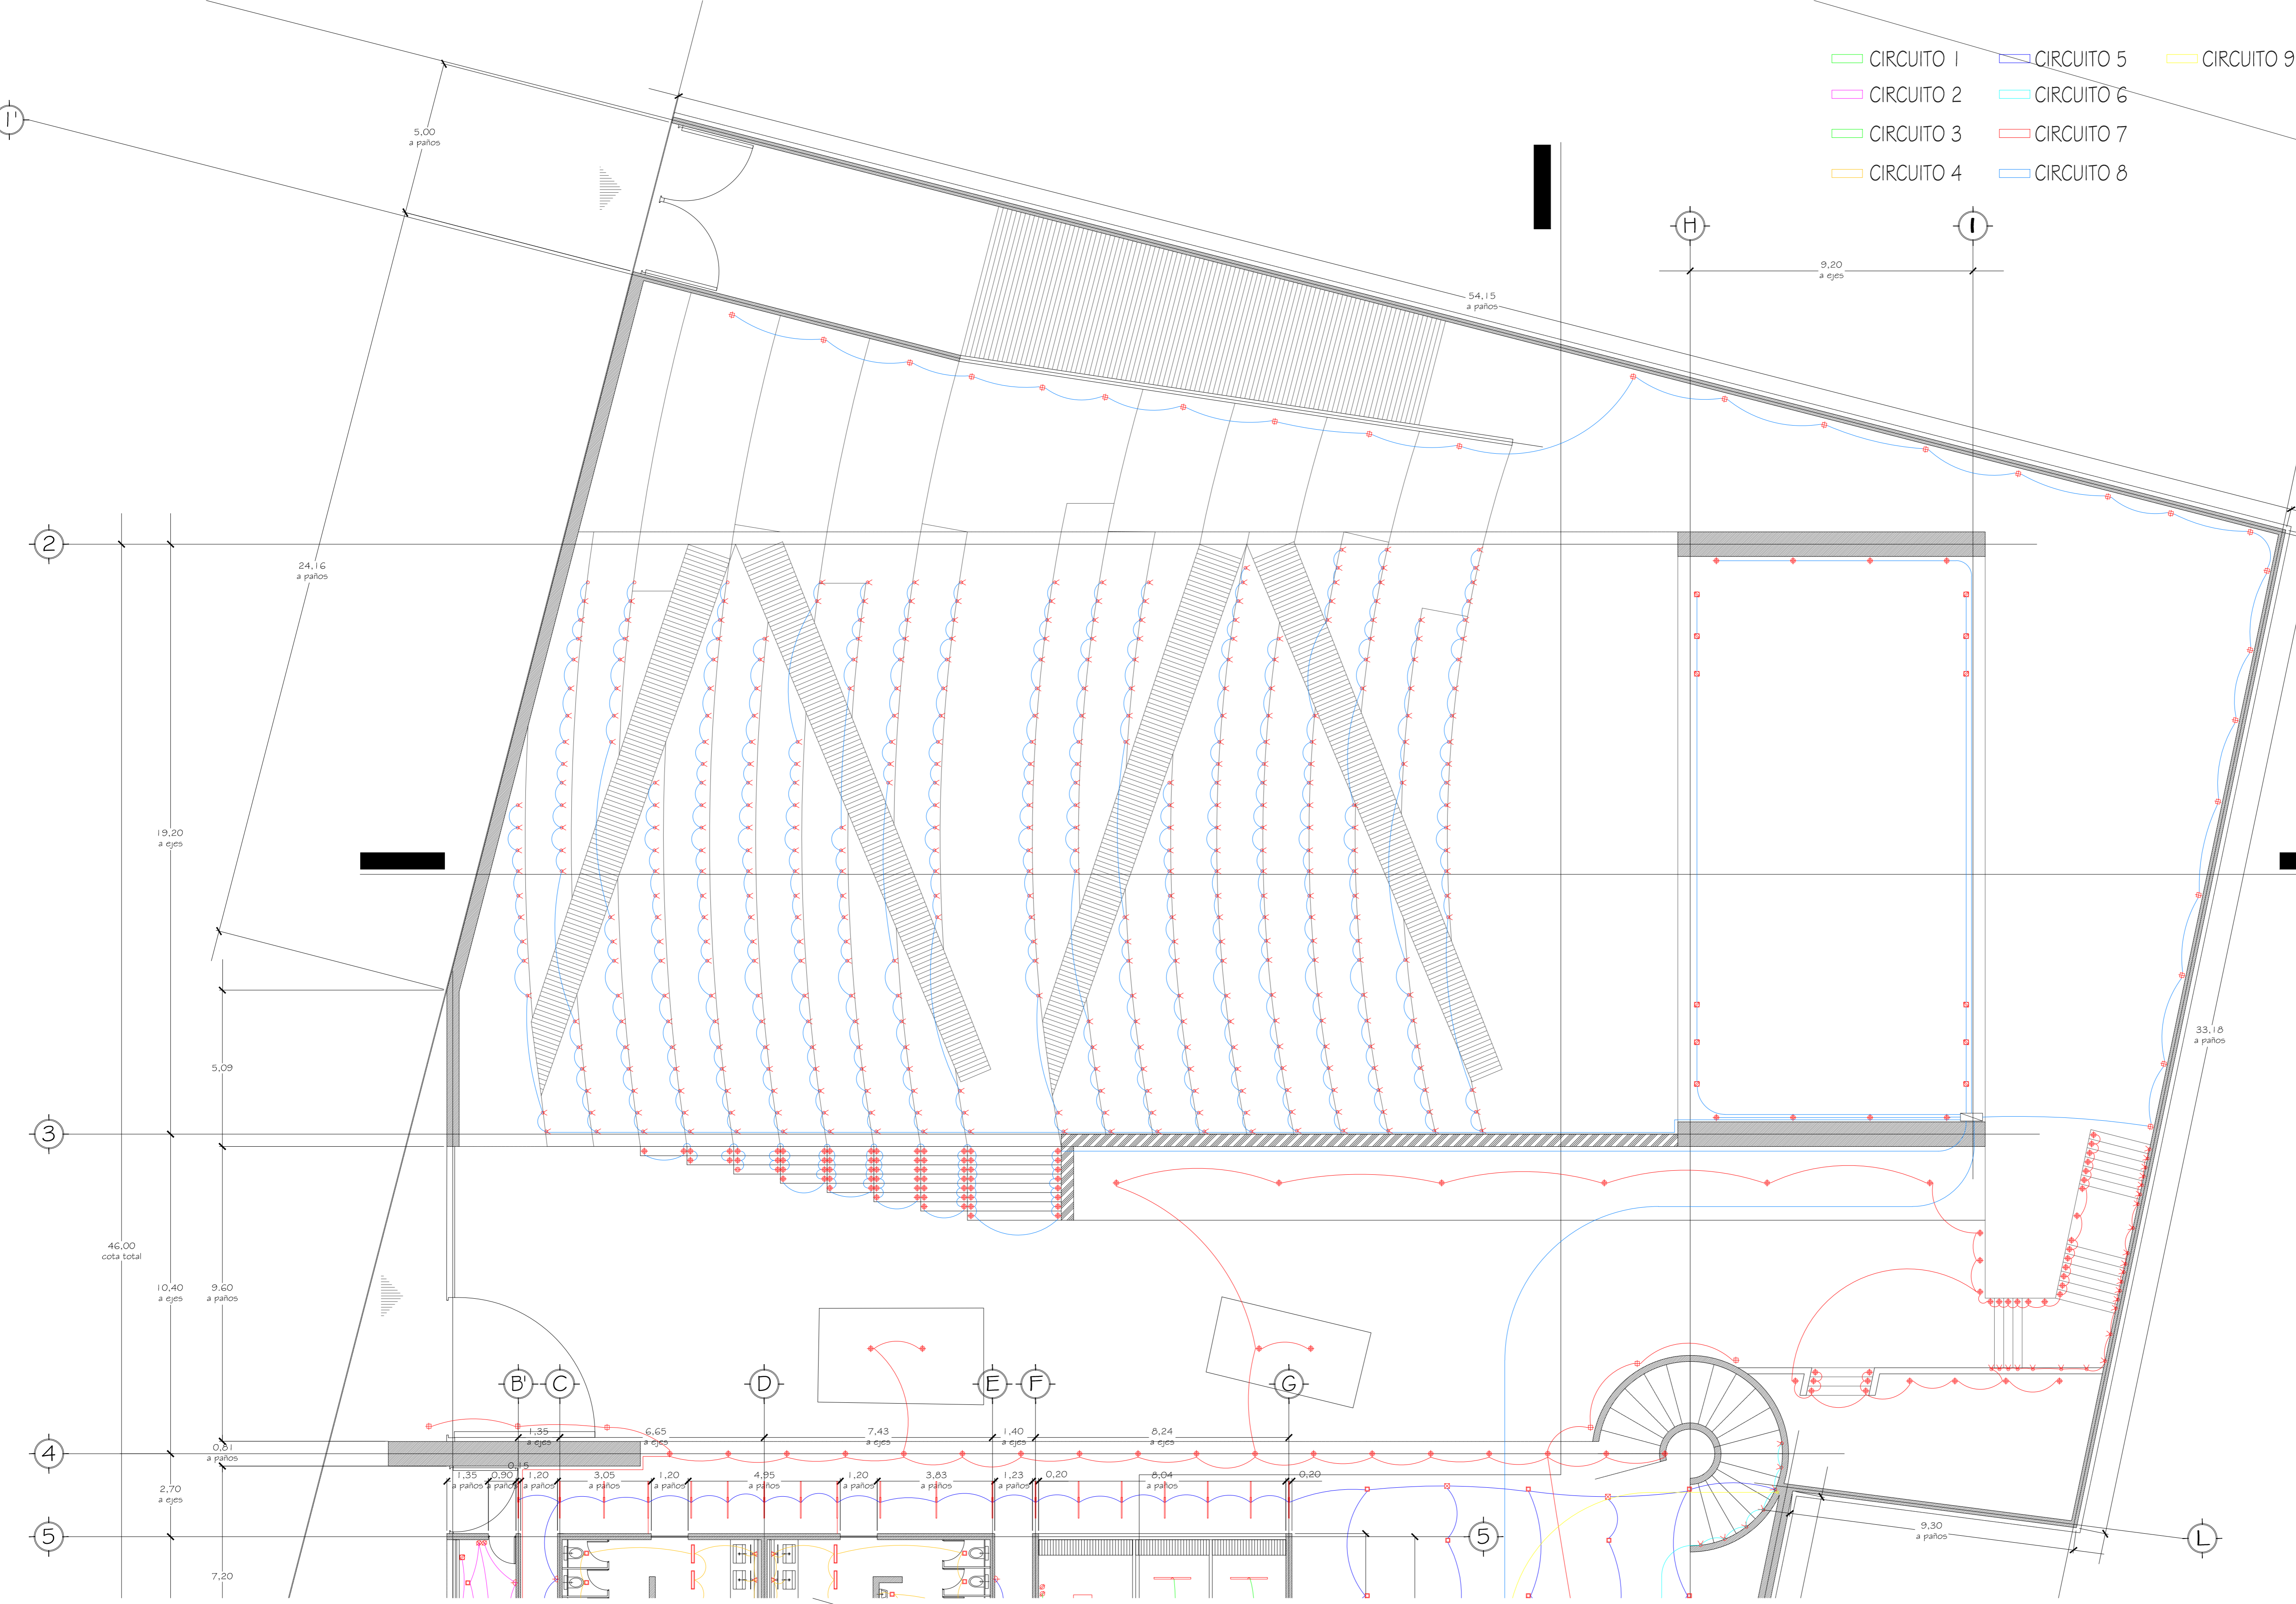 CIRCUITO 1
CIRCUITO 5
CIRCUITO 9
CIRCUITO 2
CIRCUITO 6
CIRCUITO 3
CIRCUITO 7
CIRCUITO 4
CIRCUITO 8
1'
5,00
a paños
H
I
9,20
a ejes
54,15
a paños
2
24,16
a paños
19,20
a ejes
33,18
a paños
5,09
3
46,00
cota total
10,40
a ejes
9,60
a paños
B'
C
D
E
F
G
1,35
a ejes
6,65
a ejes
7,43
a ejes
1,40
a ejes
8,24
a ejes
4
0,81
a paños
0,15
1,35
a paños
0,90
a paños
1,20
a paños
3,05
a paños
1,20
a paños
4,95
a paños
1,20
a paños
3,83
a paños
1,23
a paños
0,20
8,04
a paños
0,20
2,70
a ejes
5
5
9,30
a paños
L
7,20